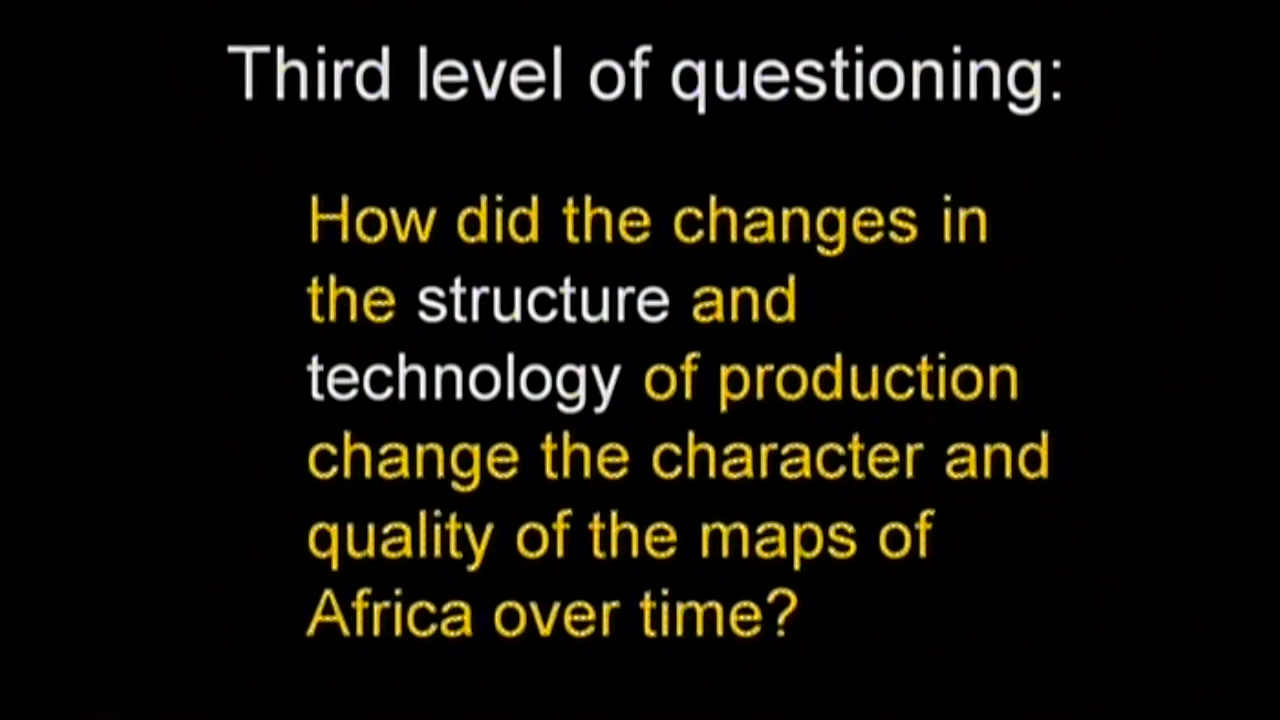 Third level of questioning:
How did the changes in
the structure and
technology of production
change the character and
quality of the maps of
Africa over time?